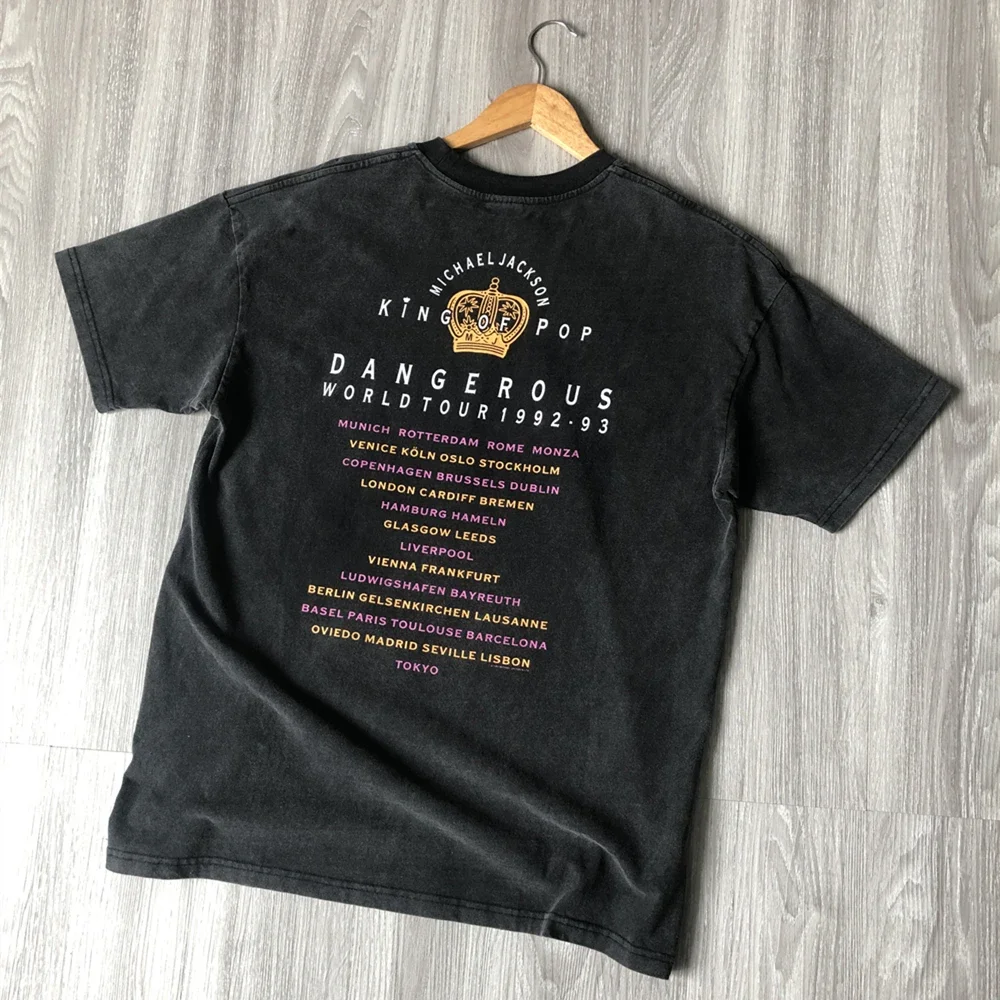 MICHAEL JACKSON
KiNG OF POP
M J
DANGEROUS
WORLD TOUR 1992·93
MUNICH ROTTERDAM ROME MONZA
VENICE KÖLN OSLO STOCKHOLM
COPENHAGEN BRUSSELS DUBLIN
LONDON CARDIFF BREMEN
HAMBURG HAMELN
GLASGOW LEEDS
LIVERPOOL
VIENNA FRANKFURT
LUDWIGSHAFEN BAYREUTH
BERLIN GELSENKIRCHEN LAUSANNE
BASEL PARIS TOULOUSE BARCELONA
OVIEDO MADRID SEVILLE LISBON
TOKYO